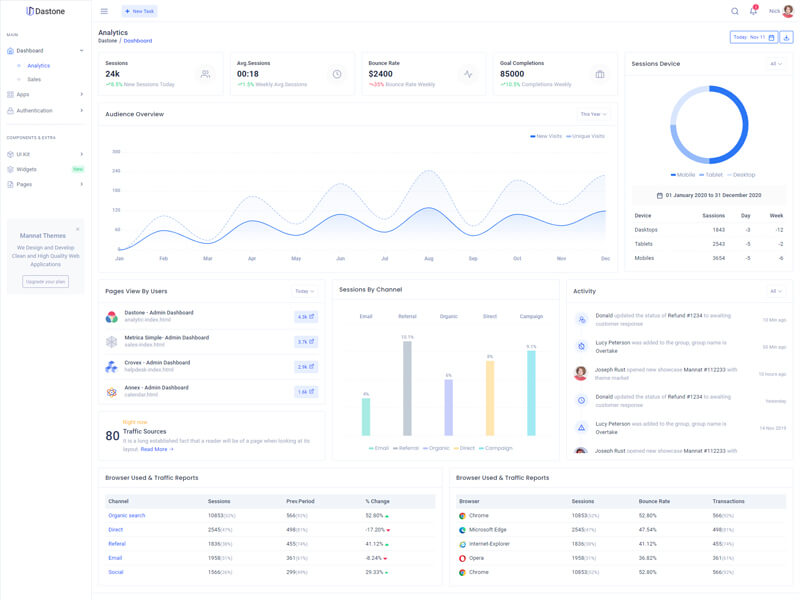 Dastone
New Task
Nick
MAIN
Dashboard
Analytics
Sales
Apps
Authentication
COMPONENTS & EXTRA
UI Kit
Widgets New
Pages
Mannat Themes
We Design and Develop
Clean and High Quality Web
Applications
Upgrade your plan
Analytics
Dastone / Dashboard
Today : Nov 11
Sessions
24k
8.5% New Sessions Today
Avg.Sessions
00:18
1.5% Weekly Avg.Sessions
Bounce Rate
$2400
35% Bounce Rate Weekly
Goal Completions
85000
10.5% Completions Weekly
Audience Overview
This Year
New Visits Unique Visits
300
240
180
120
60
0
Jan Feb Mar Apr May Jun Jul Aug Sep Oct Nov Dec
Sessions Device
All
Mobile Tablet Desktop
01 January 2020 to 31 December 2020
Device Sessions Day Week
Dasktops 1843 -3 -12
Tablets 2543 -5 -2
Mobiles 3654 -5 -6
Pages View By Users
Today
Dastone - Admin Dashboard
analytic-index.html
4.3k
Metrica Simple- Admin Dashboard
sales-index.html
3.7k
Crovex - Admin Dashboard
helpdesk-index.html
2.9k
Annex - Admin Dashboard
calendar.html
1.6k
80
Right now
Traffic Sources
It is a long established fact that a reader will be of a page when looking at its
layout. Read More
Sessions By Channel
Email Referral Organic Direct Campaign
4%
10.1%
6%
8%
9.1%
Email Referral Organic Direct Campaign
Activity
All
Donald updated the status of Refund #1234 to awaiting
customer response
10 Min ago
Lucy Peterson was added to the group, group name is
Overtake
50 Min ago
Joseph Rust opened new showcase Mannat #112233 with
theme market
10 hours ago
Donald updated the status of Refund #1234 to awaiting
customer response
Yesterday
Lucy Peterson was added to the group, group name is
Overtake
14 Nov 2019
Joseph Rust opened new showcase Mannat #112233 with
Browser Used & Traffic Reports
Channel Sessions Prev.Period % Change
Organic search 10853(52%) 566(92%) 52.80%
Direct 2545(47%) 498(81%) -17.20%
Referal 1836(38%) 455(74%) 41.12%
Email 1958(31%) 361(61%) -8.24%
Social 1566(26%) 299(49%) 29.33%
Browser Used & Traffic Reports
Browser Sessions Bounce Rate Transactions
Chrome 10853(52%) 52.80% 566(92%)
Microsoft Edge 2545(47%) 47.54% 498(81%)
Internet-Explorer 1836(38%) 41.12% 455(74%)
Opera 1958(31%) 36.82% 361(61%)
Chrome 10853(52%) 52.80% 566(92%)